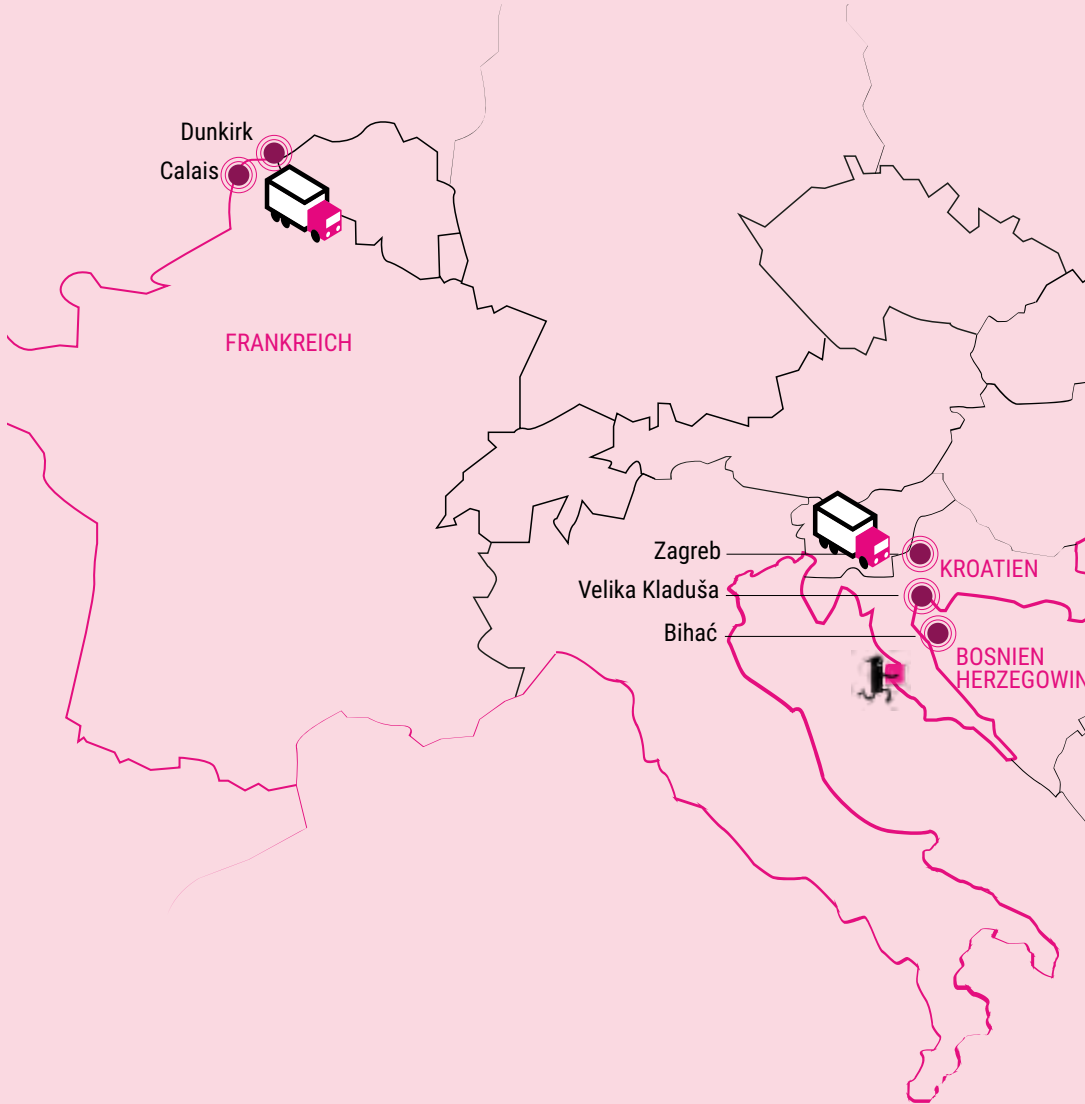 Dunkirk
Calais
FRANKREICH
Zagreb
KROATIEN
Velika Kladuša
Bihać
BOSNIEN
HERZEGOWIN